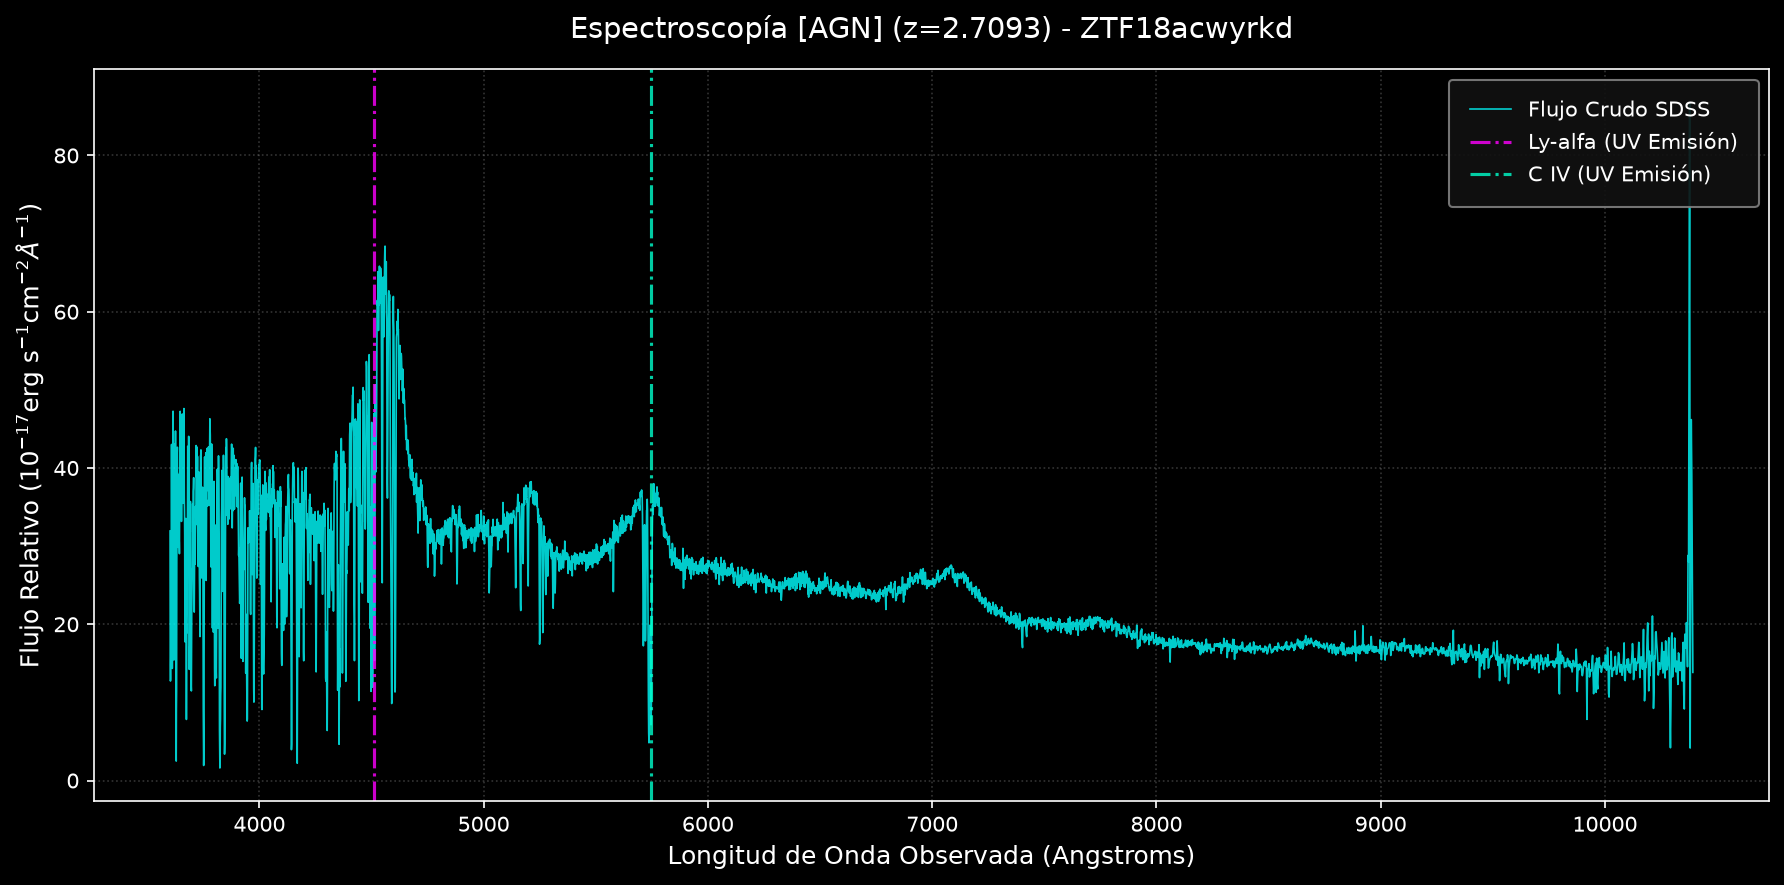 Espectroscopía [AGN] (z=2.7093) - ZTF18acwyrkd
Flujo Crudo SDSS
Ly-alfa (UV Emisión)
C IV (UV Emisión)
Flujo Relativo (10⁻¹⁷erg s⁻¹cm⁻²Å⁻¹)
80
60
40
20
0
4000 5000 6000 7000 8000 9000 10000
Longitud de Onda Observada (Angstroms)